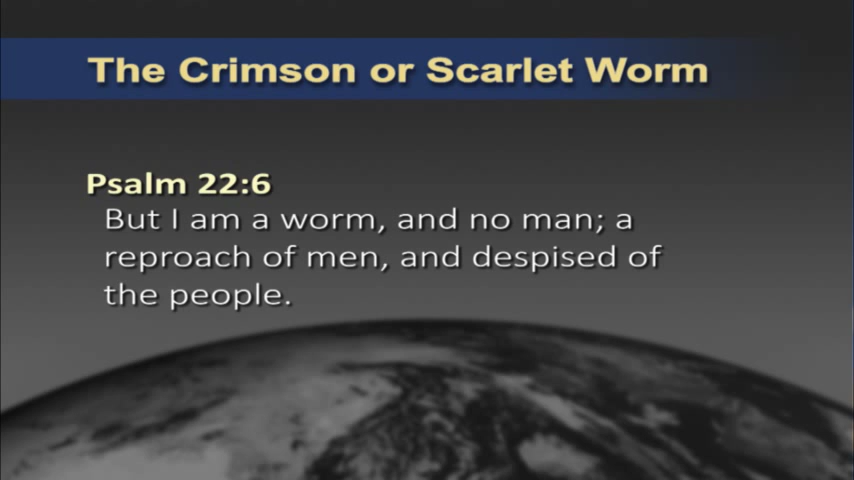 The Crimson or Scarlet Worm
Psalm 22:6
But I am a worm, and no man; a
reproach of men, and despised of
the people.